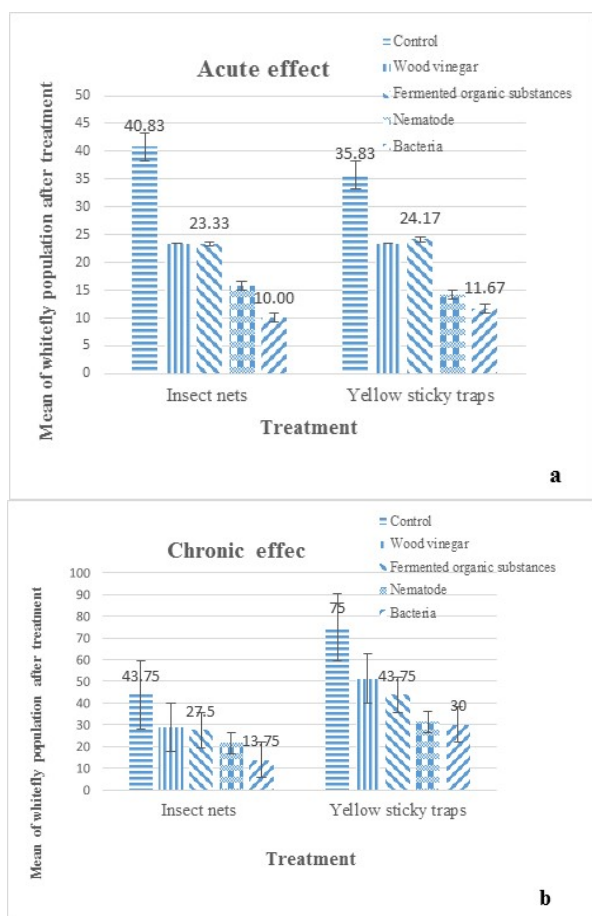 Control
Wood vinegar
Fermented organic substances
Nematode
Bacteria
Acute effect
Mean of whitefly population after treatment
50
45
40
35
30
25
20
15
10
5
0
40.83
23.33
10.00
35.83
24.17
11.67
Insect nets
Yellow sticky traps
Treatment
a
Control
Wood vinegar
Fermented organic substances
Nematode
Bacteria
Chronic effec
Mean of whitefly population after treatment
100
90
80
70
60
50
40
30
20
10
0
43.75
27.5
13.75
75
43.75
30
Insect nets
Yellow sticky traps
Treatment
b